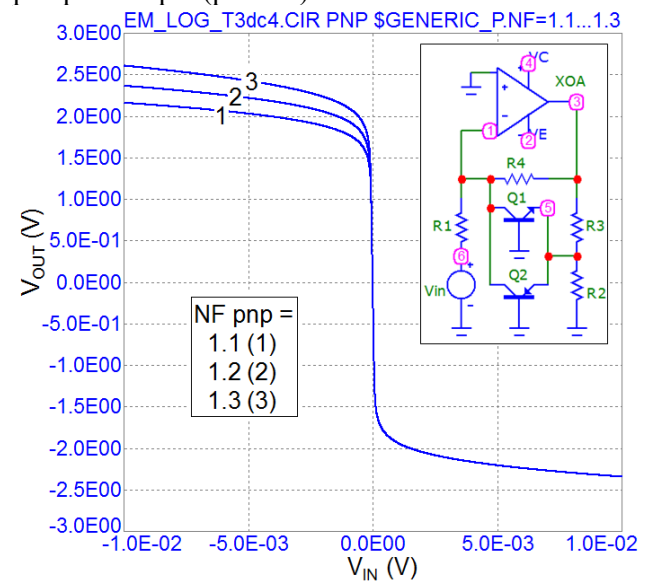 EM_LOG_T3dc4.CIR PNP $GENERIC_P.NF=1.1...1.3
3.0E00
2.5E00
2.0E00
1.5E00
1.0E00
5.0E-01
0.0E00
-5.0E-01
-1.0E00
-1.5E00
-2.0E00
-2.5E00
-3.0E00
VOUT (V)
3
2
1
NF pnp =
1.1 (1)
1.2 (2)
1.3 (3)
4
VC
XOA
3
1
2
VE
R4
Q1
5
R1
R3
6
Vin
Q2
R2
-1.0E-02
-5.0E-03
0.0E00
5.0E-03
1.0E-02
VIN (V)